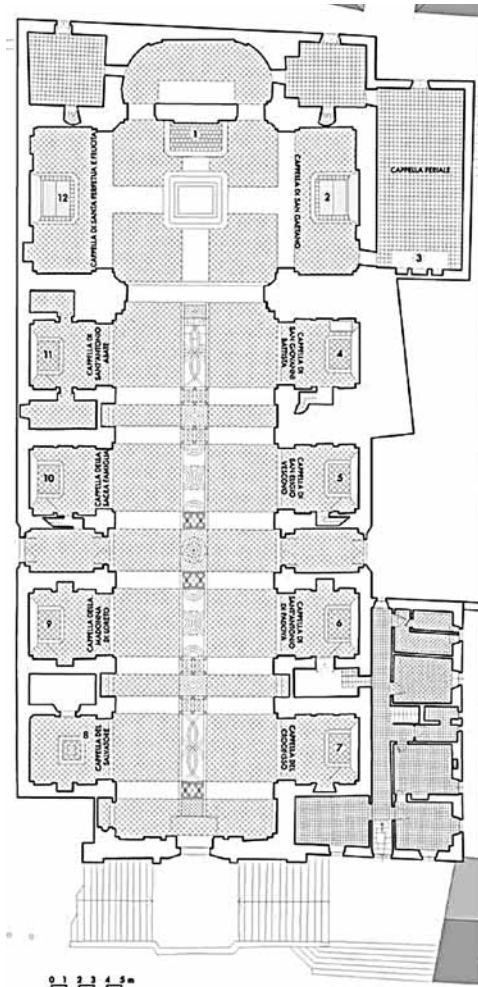 1
CAPPELLA DI SANTA PERPETUA E FELICITA
12
CAPPELLA DI SAN GAETANO
2
CAPPELLA FERIALE
3
11
CAPPELLA DI
SANT'ANTONIO
ABATE
CAPPELLA DI
SAN GIOVANNI
BATTISTA
4
10
CAPPELLA DELLA
SACRA FAMIGLIA
CAPPELLA DI
SAN BIAGIO
VESCOVO
5
9
CAPPELLA DELLA
MADONNA
DI LORETO
CAPPELLA DI
SANT'ANTONIO
DI PADOVA
6
8
CAPPELLA DEL
SALVATORE
CAPPELLA DEL
CROCIFISSO
7
0 1 2 3 4 5 m